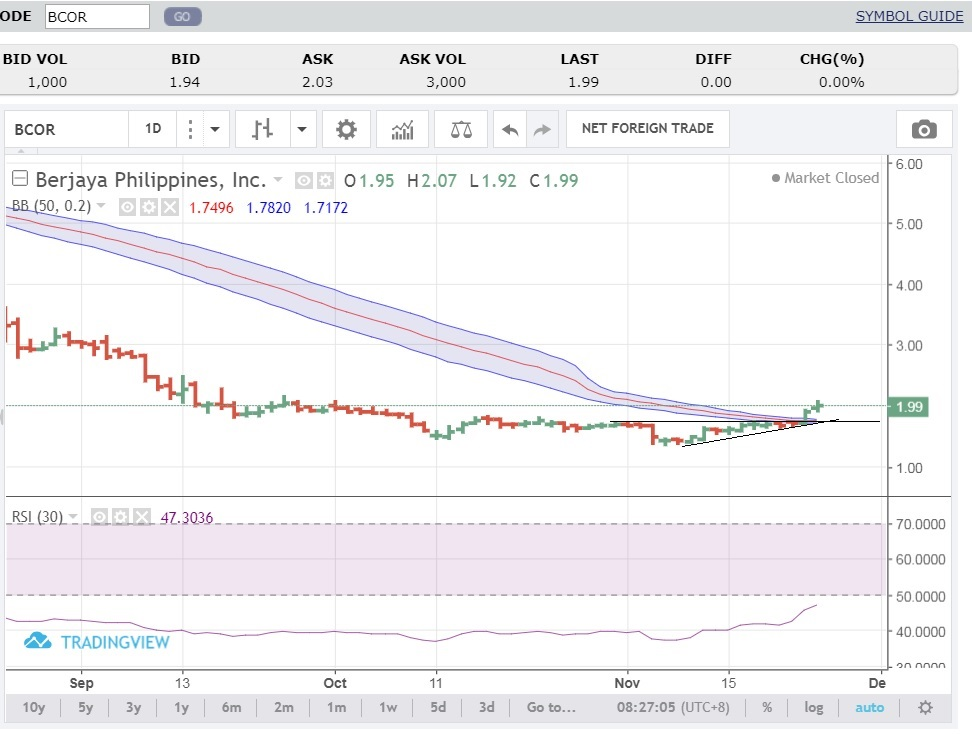 ODE BCOR GO SYMBOL GUIDE
BID VOL BID ASK ASK VOL LAST DIFF CHG(%)
1,000 1.94 2.03 3,000 1.99 0.00 0.00%
BCOR 1D NET FOREIGN TRADE
Berjaya Philippines, Inc. O1.95 H2.07 L1.92 C1.99 Market Closed
BB (50, 0.2) 1.7496 1.7820 1.7172
6.00
5.00
4.00
3.00
1.99
1.00
RSI (30) 47.3036
70.0000
60.0000
50.0000
40.0000
30.0000
TRADINGVIEW
Sep 13 Oct 11 Nov 15 De
10y 5y 3y 1y 6m 2m 1m 1w 5d 3d Go to... 08:27:05 (UTC+8) % log auto